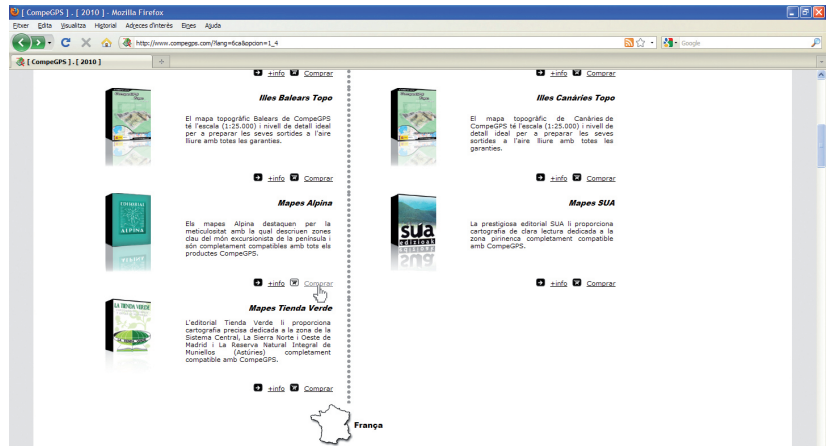 [ CompeGPS ] . [ 2010 ] - Mozilla Firefox
Fitxer Edita Visualitza Historial Adreces d'interès Eines Ajuda
http://www.compegps.com/?lang=6ca&opcion=1_4
Google
[ CompeGPS ] . [ 2010 ]
+info Comprar
+info Comprar
Illes Balears Topo
El mapa topogràfic Balears de CompeGPS
té l'escala (1:25.000) i nivell de detall ideal
per a preparar les seves sortides a l'aire
lliure amb totes les garanties.
+info Comprar
Illes Canàries Topo
El mapa topogràfic de Canàries de
CompeGPS té l'escala (1:25.000) i nivell de
detall ideal per a preparar les seves
sortides a l'aire lliure amb totes les
garanties.
+info Comprar
EDITORIAL
ALPINA
Mapes Alpina
Els mapes Alpina destaquen per la
meticulositat amb la qual descriuen zones
clau del món excursionista de la península i
són completament compatibles amb tots els
productes CompeGPS.
+info Comprar
sua
edizioak
Mapes SUA
La prestigiosa editorial SUA li proporciona
cartografia de clara lectura dedicada a la
zona pirinenca completament compatible
amb CompeGPS.
+info Comprar
LA TIENDA VERDE
Mapes Tienda Verde
L'editorial Tienda Verde li proporciona
cartografia precisa dedicada a la zona de la
Sistema Central, La Sierra Norte i Oeste de
Madrid i La Reserva Natural Integral de
Muniellos (Astúries) completament
compatible amb CompeGPS.
+info Comprar
França